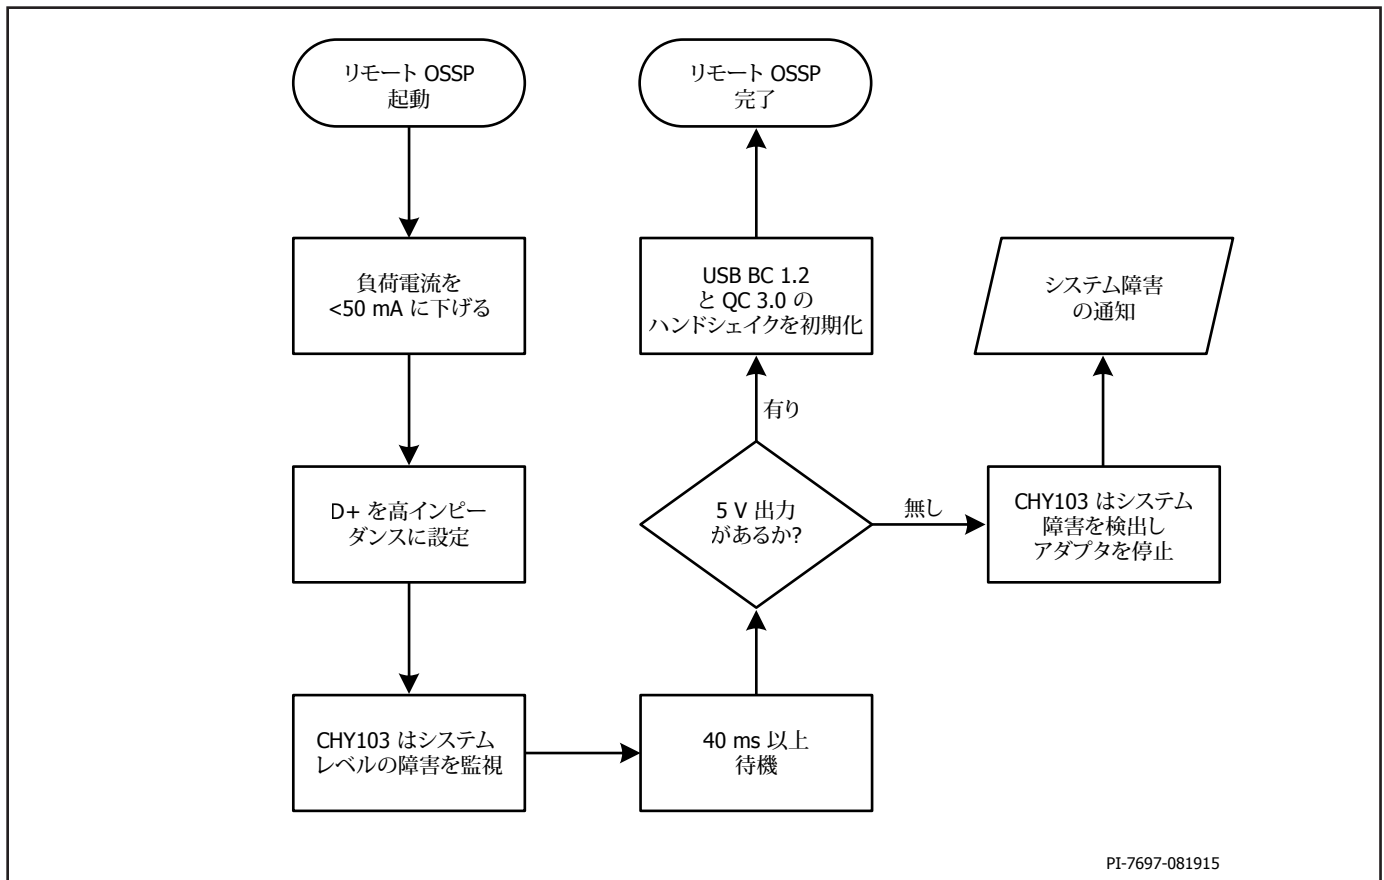 リモート OSSP
起動
負荷電流を
<50 mA に下げる
D+ を高インピー
ダンスに設定
CHY103 はシステム
レベルの障害を監視
40 ms 以上
待機
5 V 出力
があるか?
有り
無し
USB BC 1.2
と QC 3.0 の
ハンドシェイクを初期化
リモート OSSP
完了
CHY103 はシステム
障害を検出し
アダプタを停止
システム障害
の通知
PI-7697-081915